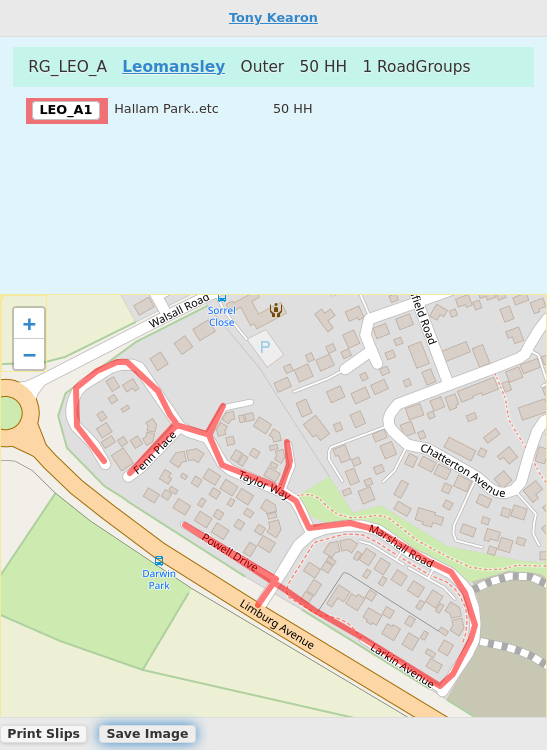 Tony Kearon
RG_LEO_A Leomansley Outer 50 HH 1 RoadGroups
LEO_A1 Hallam Park..etc 50 HH
Walsall Road
Sorrel
Close
field Road
+
−
P
Fenn Place
Taylor Way
Chatterton Avenue
Powell Drive
Marshall Road
Darwin
Park
Limburg Avenue
Larkin Avenue
Print Slips Save Image